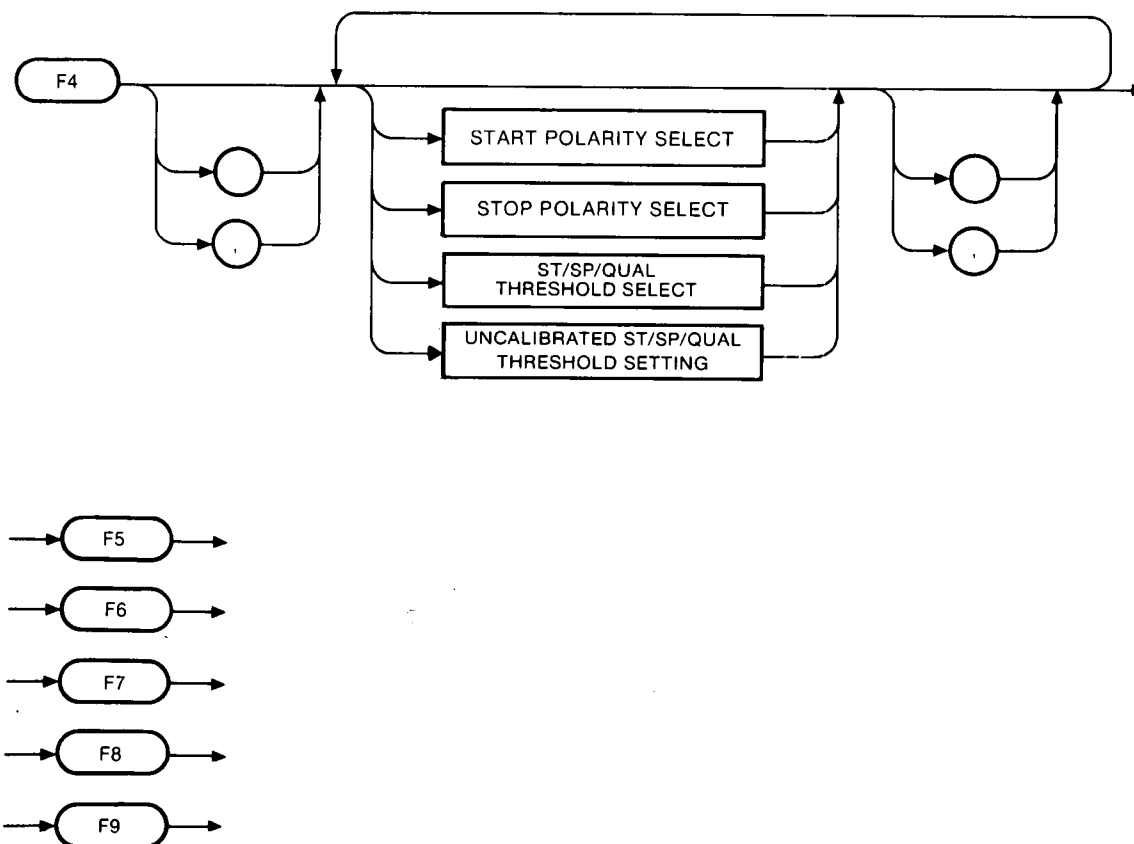 F4
START POLARITY SELECT
STOP POLARITY SELECT
,
,
ST/SP/QUAL
THRESHOLD SELECT
UNCALIBRATED ST/SP/QUAL
THRESHOLD SETTING
F5
F6
F7
F8
F9